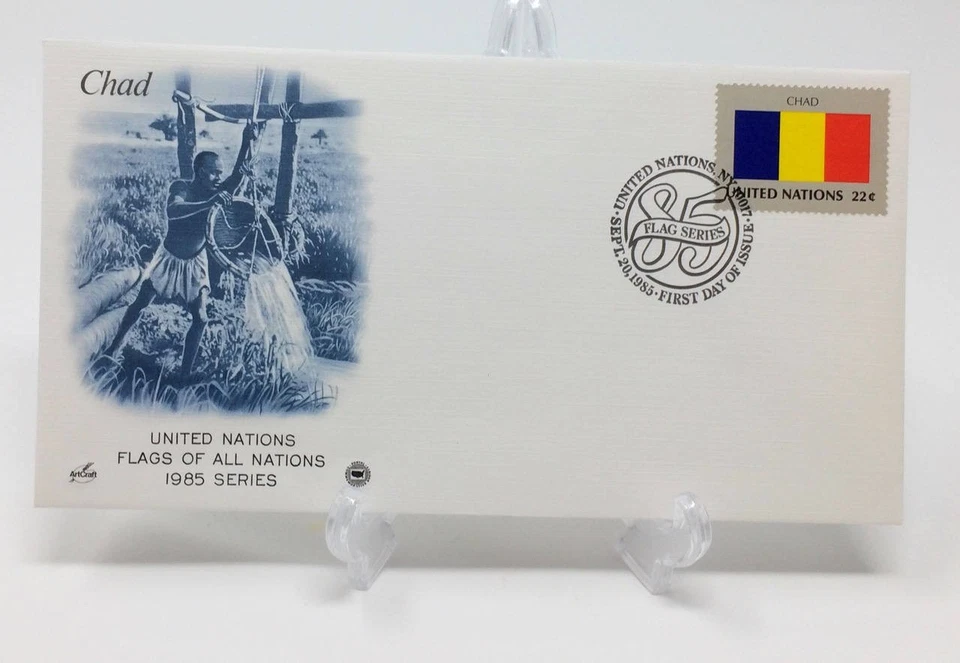 Chad
CHAD
UNITED NATIONS 22¢
UNITED NATIONS, NY 10017
SEPT. 20, 1985 · FIRST DAY OF ISSUE
85
FLAG SERIES
UNITED NATIONS
FLAGS OF ALL NATIONS
1985 SERIES
ArtCraft